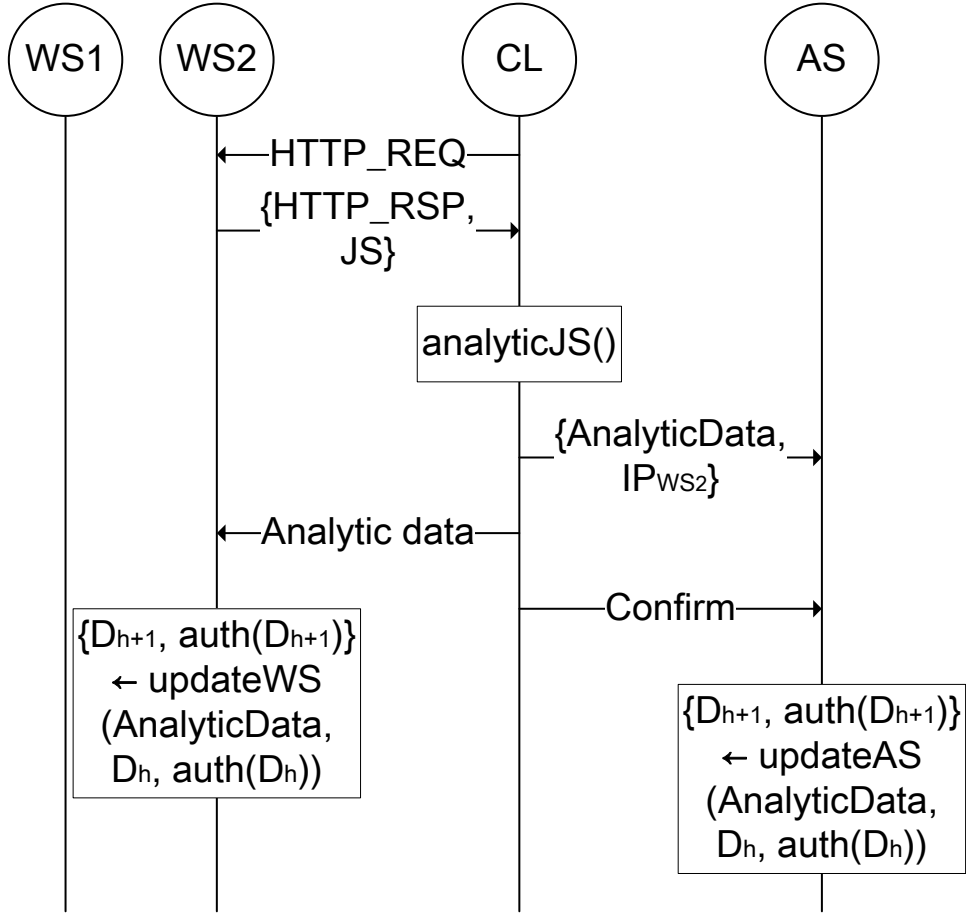 WS1 WS2 CL AS
HTTP_REQ
{HTTP_RSP,
JS}
analyticJS()
{AnalyticData,
IPWS2}
Analytic data
Confirm
{Dh+1, auth(Dh+1)}
← updateWS
(AnalyticData,
Dh, auth(Dh))
{Dh+1, auth(Dh+1)}
← updateAS
(AnalyticData,
Dh, auth(Dh))